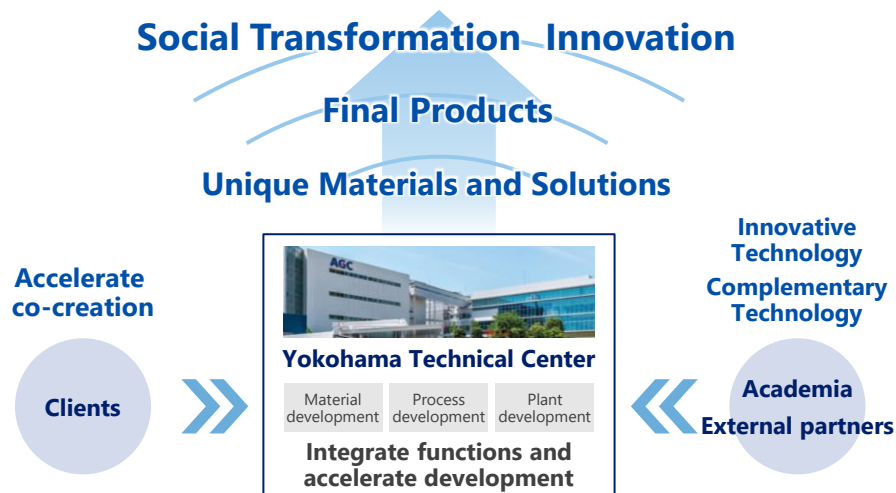 Social Transformation Innovation
Final Products
Unique Materials and Solutions
Accelerate
co-creation
Clients
AGC
Yokohama Technical Center
Material
development
Process
development
Plant
development
Integrate functions and
accelerate development
Innovative
Technology
Complementary
Technology
Academia
External partners